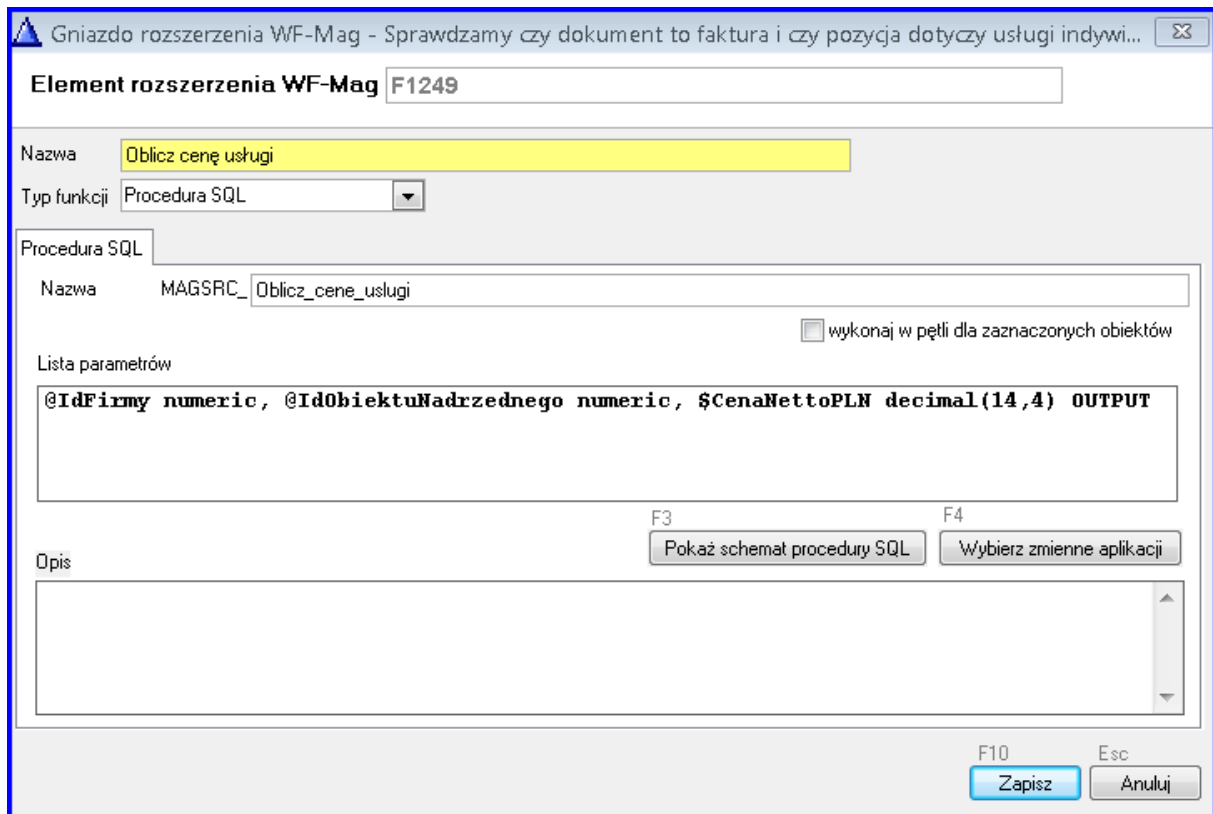 Gniazdo rozszerzenia WF-Mag - Sprawdzamy czy dokument to faktura i czy pozycja dotyczy usługi indywi...
Element rozszerzenia WF-Mag F1249
Nazwa Oblicz cenę usługi
Typ funkcji Procedura SQL
Procedura SQL
Nazwa MAGSRC_ Oblicz_cene_uslugi
wykonaj w pętli dla zaznaczonych obiektów
Lista parametrów
@IdFirmy numeric, @IdObiektuNadrzednego numeric, $CenaNettoPLN decimal(14,4) OUTPUT
F3 F4
Pokaż schemat procedury SQL Wybierz zmienne aplikacji
Opis
F10 Esc
Zapisz Anuluj